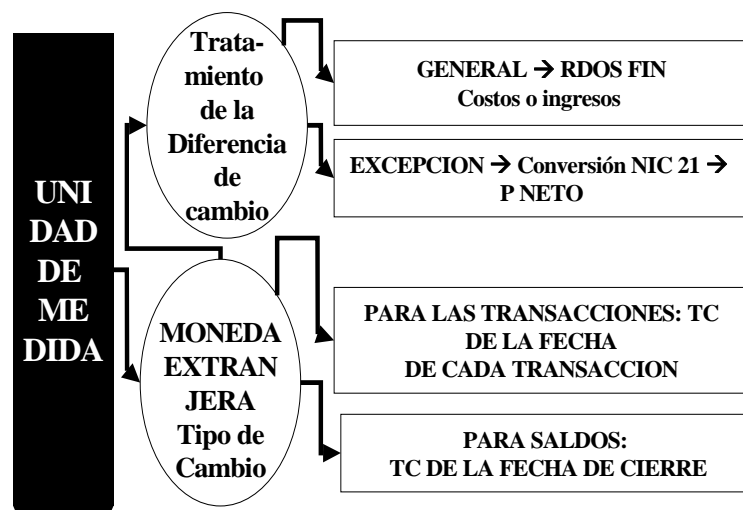 UNI
DAD
DE
ME
DIDA
Trata-
miento
de la
Diferencia
de
cambio
GENERAL → RDOS FIN
Costos o ingresos
EXCEPCION → Conversión NIC 21 →
P NETO
MONEDA
EXTRAN
JERA
Tipo de
Cambio
PARA LAS TRANSACCIONES: TC
DE LA FECHA
DE CADA TRANSACCION
PARA SALDOS:
TC DE LA FECHA DE CIERRE